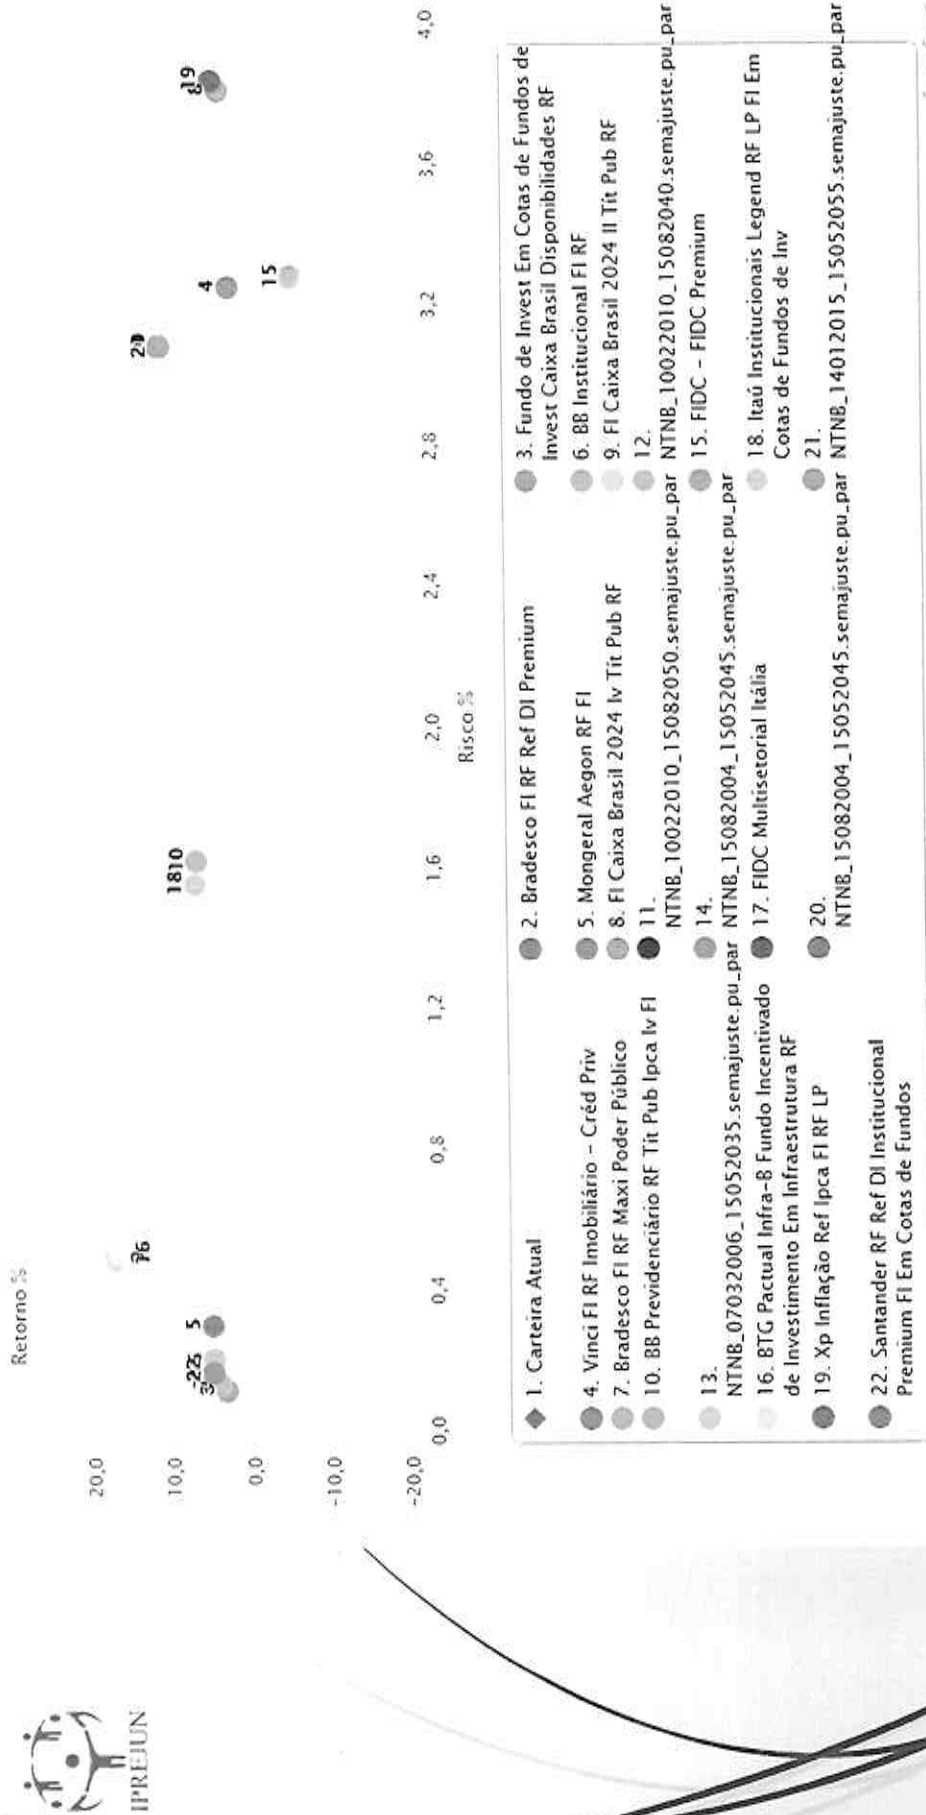 IPREJUN
Retorno %
20,0
10,0
0,0
-10,0
-20,0
5
1810
4
15
19
0,0
0,4
0,8
1,2
1,6
2,0
2,4
2,8
3,2
3,6
4,0
Risco %
1. Carteira Atual
2. Bradesco FI RF Ref DI Premium
3. Fundo de Invest Em Cotas de Fundos de
Invest Caixa Brasil Disponibilidades RF
4. Vinci FI RF Imobiliário – Créd Priv
5. Mongeral Aegon RF FI
6. BB Institucional FI RF
7. Bradesco FI RF Maxi Poder Público
8. FI Caixa Brasil 2024 Iv Tít Pub RF
9. FI Caixa Brasil 2024 II Tít Pub RF
10. BB Previdenciário RF Tít Pub Ipca Iv FI
11.
NTNB_10022010_15082050.semajuste.pu_par
12.
NTNB_10022010_15082040.semajuste.pu_par
13.
NTNB_07032006_15052035.semajuste.pu_par
14.
NTNB_15082004_15052045.semajuste.pu_par
15. FIDC – FIDC Premium
16. BTG Pactual Infra-B Fundo Incentivado
de Investimento Em Infraestrutura RF
17. FIDC Multisetorial Itália
18. Itaú Institucionais Legend RF LP FI Em
Cotas de Fundos de Inv
19. Xp Inflação Ref Ipca FI RF LP
20.
NTNB_15082004_15052045.semajuste.pu_par
21.
NTNB_14012015_15052055.semajuste.pu_par
22. Santander RF Ref DI Institucional
Premium FI Em Cotas de Fundos